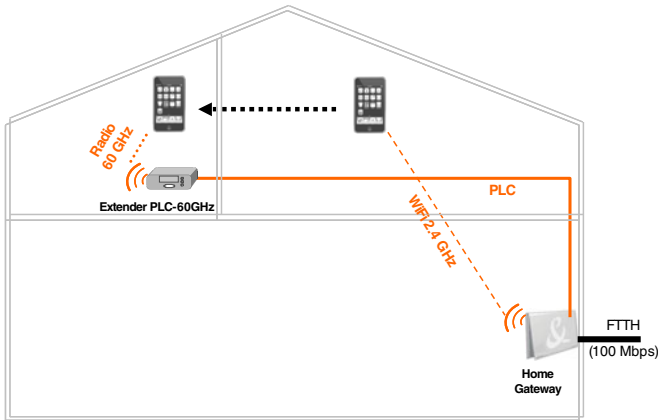 Radio
60 GHz
Extender PLC-60GHz
PLC
WiFi 2.4 GHz
&
FTTH
(100 Mbps)
Home
Gateway